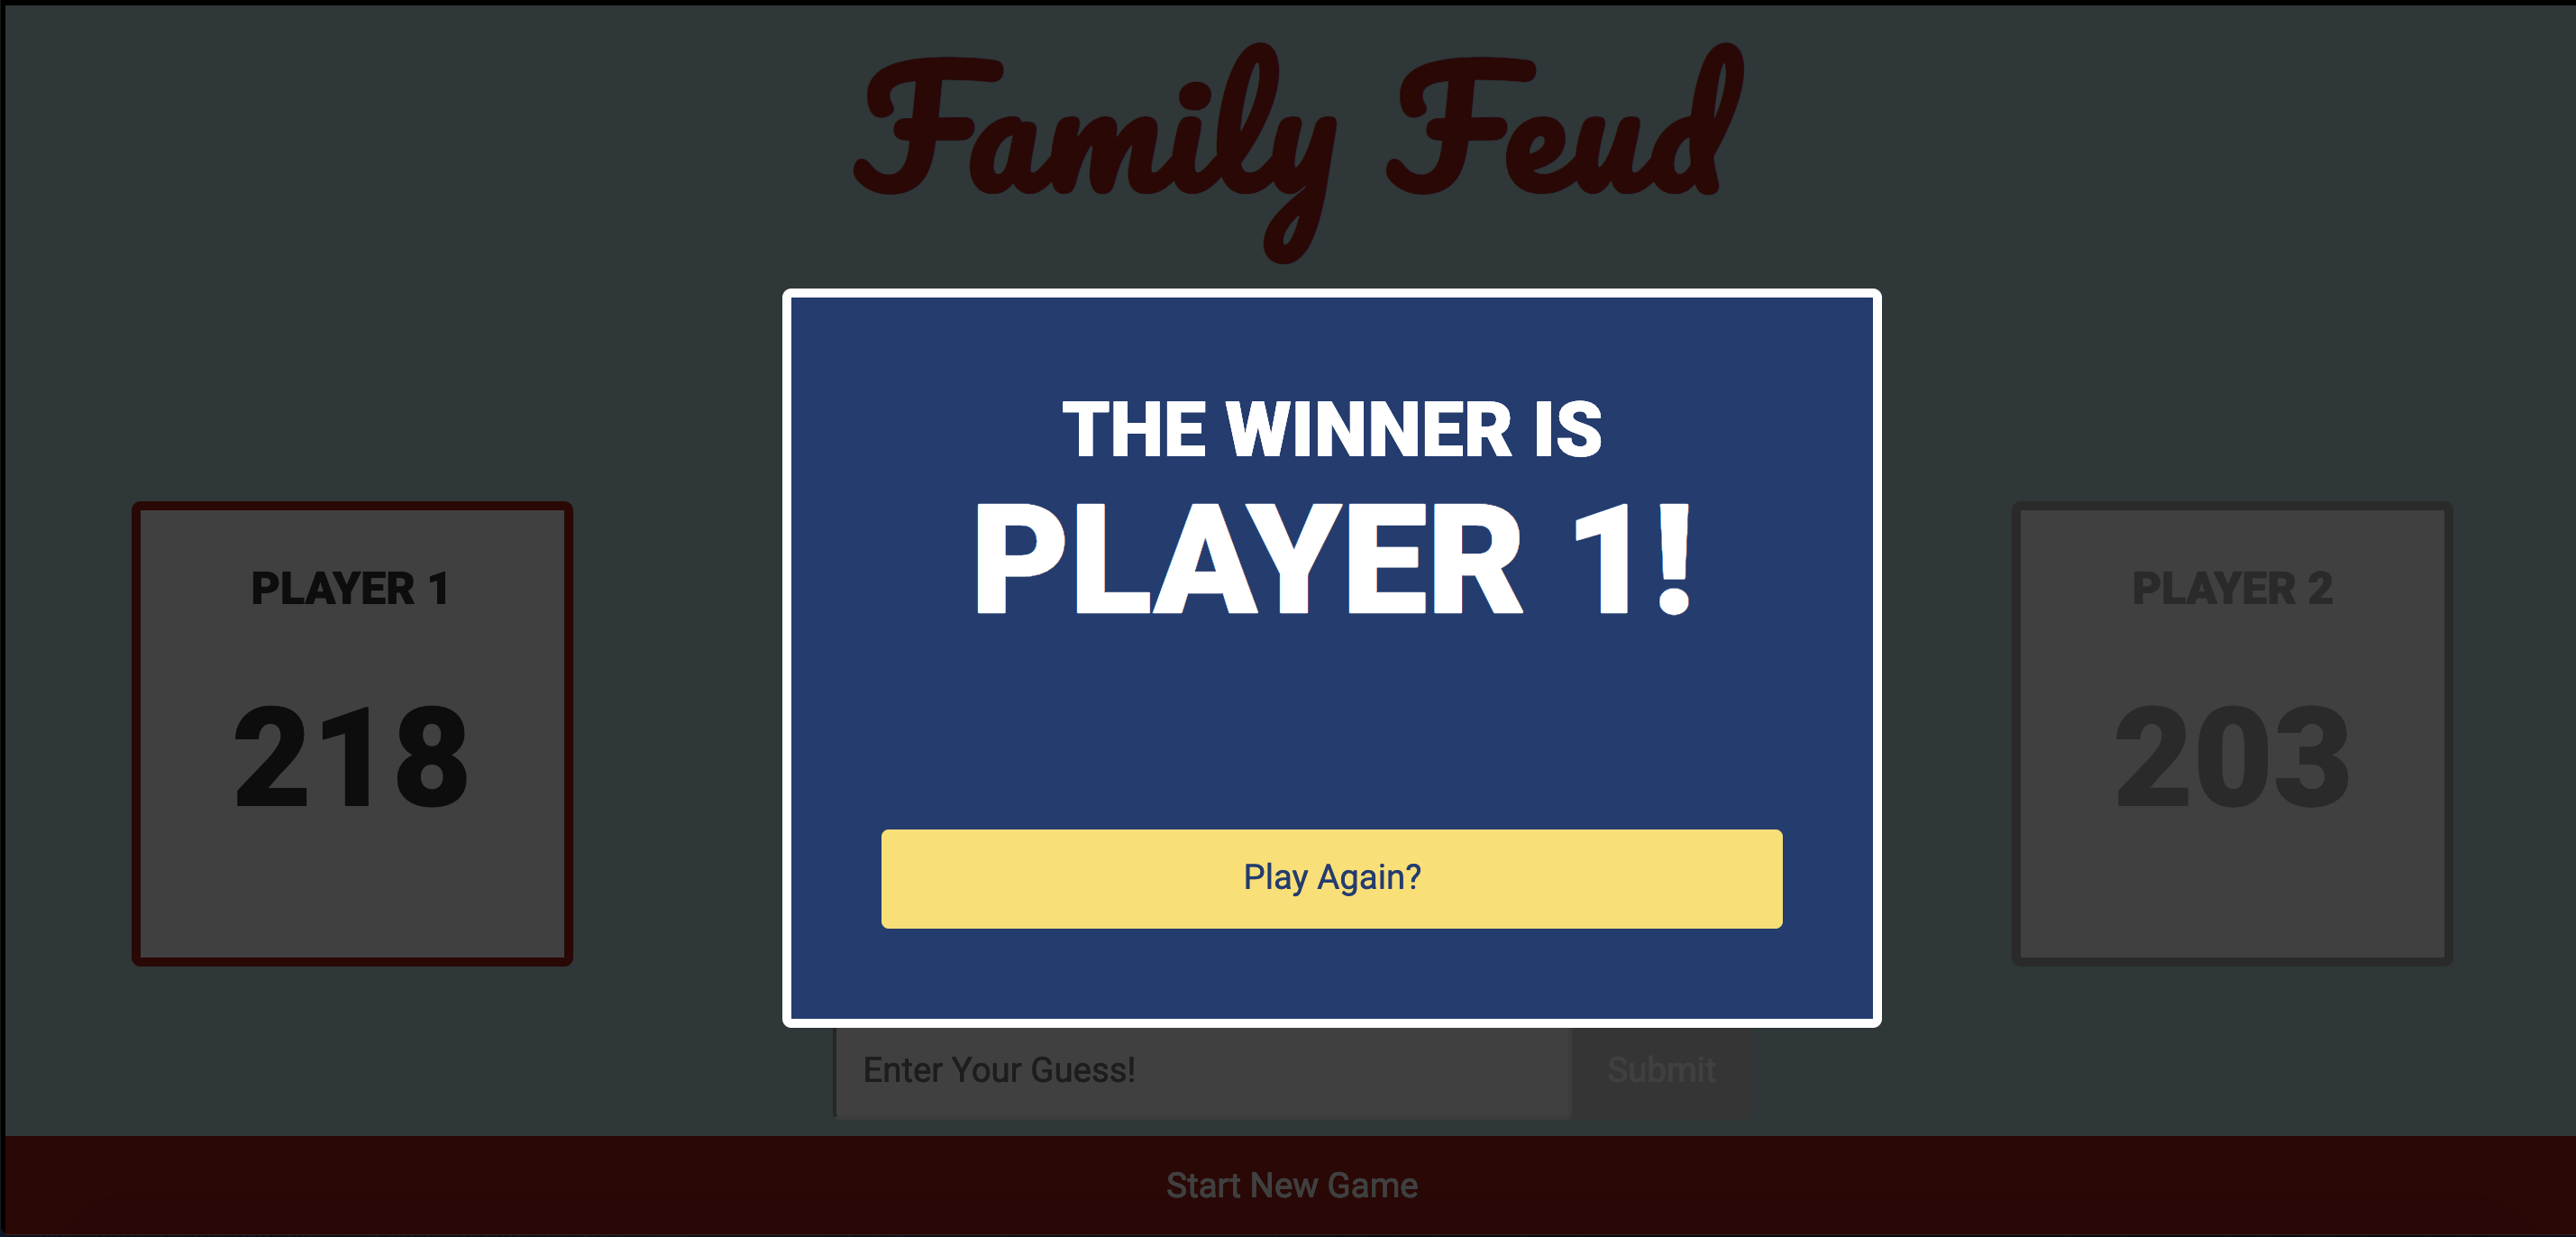 Family Feud
THE WINNER IS
PLAYER 1!
PLAYER 1
218
PLAYER 2
203
Play Again?
Enter Your Guess!
Submit
Start New Game